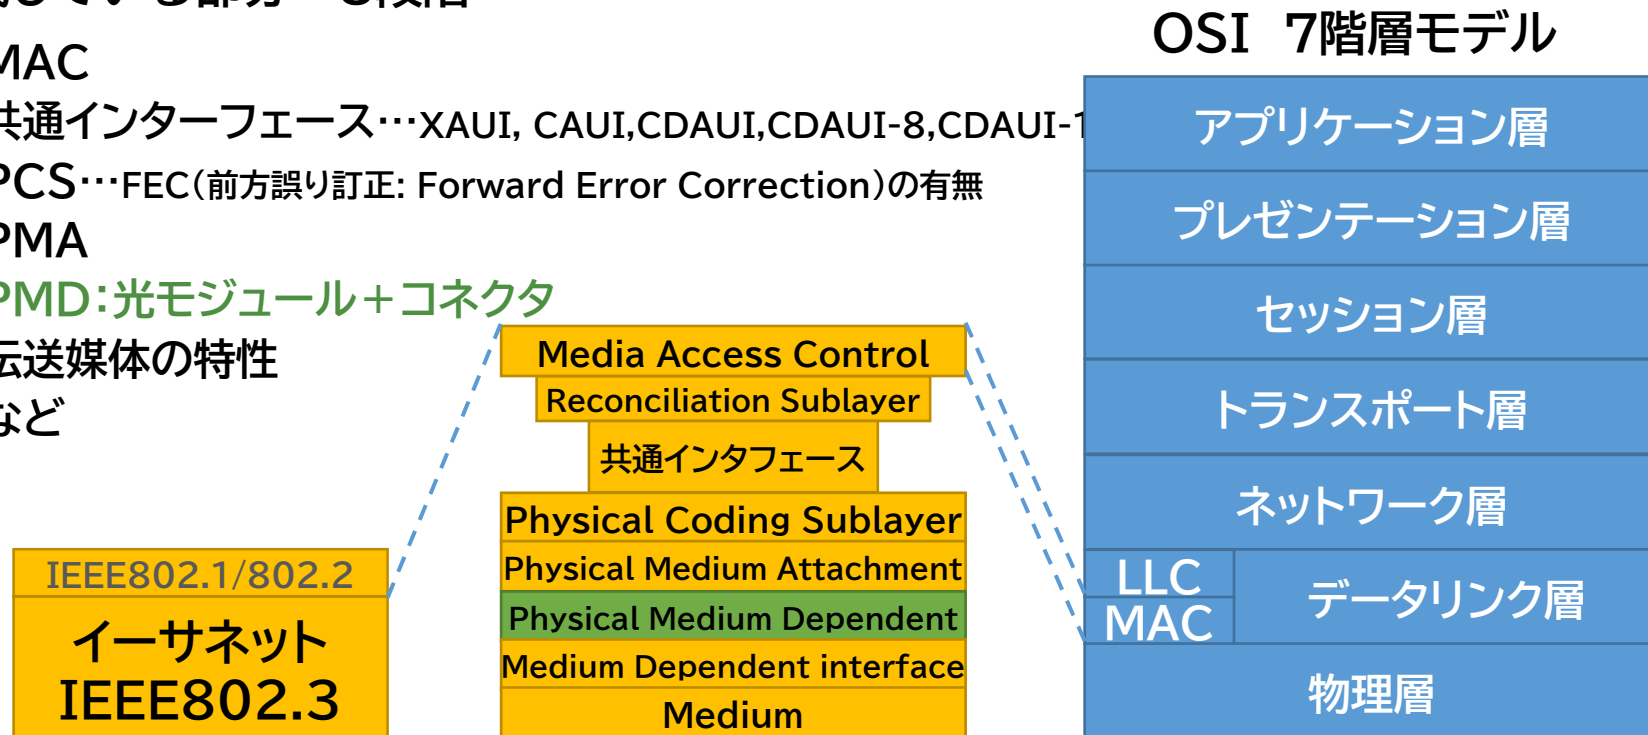 している部分
OSI 7階層モデル
MAC
共通インターフェース…XAUI, CAUI,CDAUI,CDAUI-8,CDAUI-1
PCS…FEC(前方誤り訂正: Forward Error Correction)の有無
PMA
PMD:光モジュール+コネクタ
伝送媒体の特性
など
Media Access Control
Reconciliation Sublayer
共通インタフェース
Physical Coding Sublayer
Physical Medium Attachment
Physical Medium Dependent
Medium Dependent interface
Medium
IEEE802.1/802.2
イーサネット
IEEE802.3
アプリケーション層
プレゼンテーション層
セッション層
トランスポート層
ネットワーク層
LLC
MAC
データリンク層
物理層